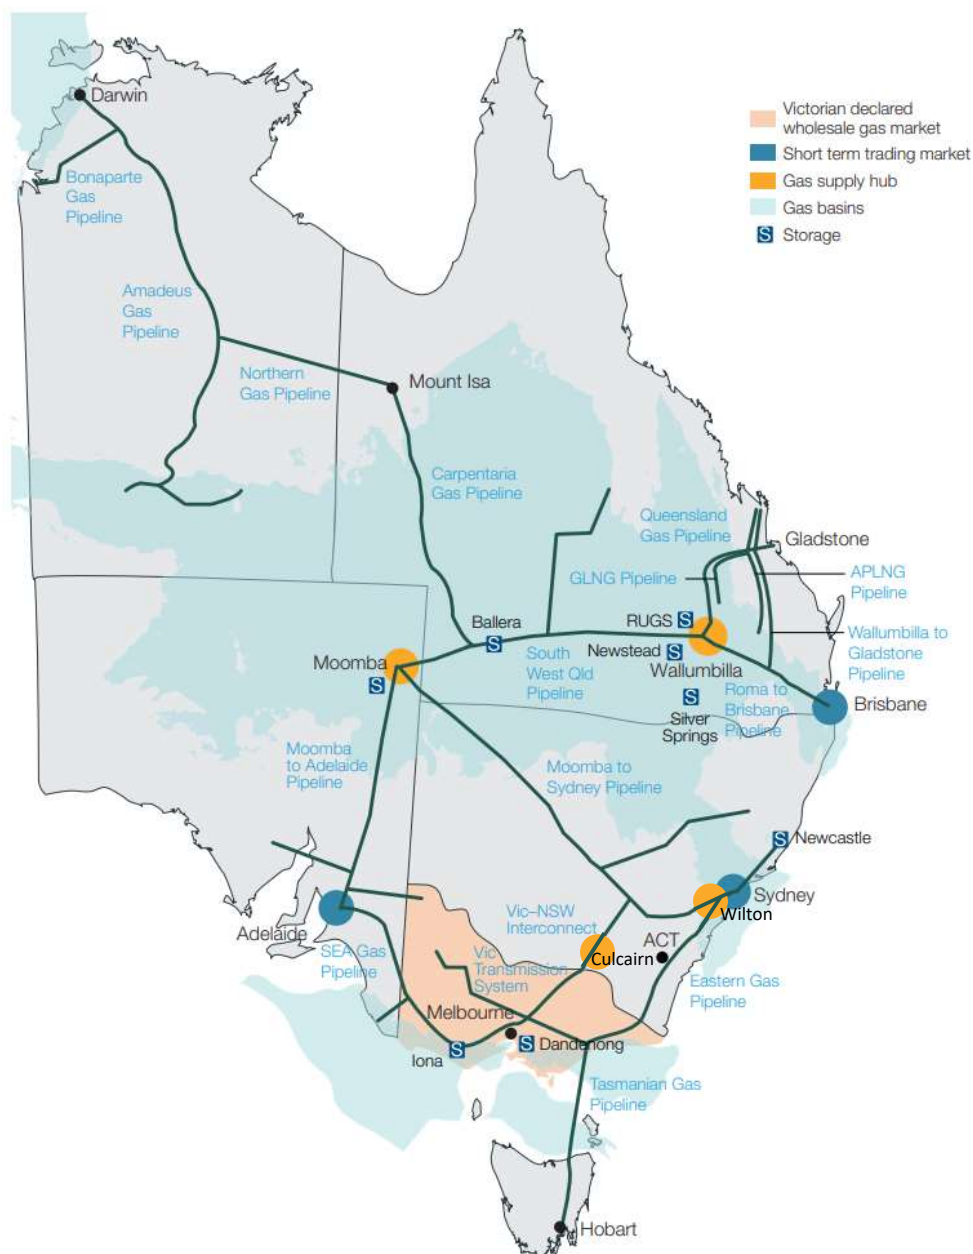 Darwin
Bonaparte
Gas
Pipeline
Amadeus
Gas
Pipeline
Northern
Gas Pipeline
Mount Isa
Victorian declared
wholesale gas market
Short term trading market
Gas supply hub
Gas basins
S Storage
Carpentaria
Gas Pipeline
Queensland
Gas Pipeline
Gladstone
GLNG Pipeline
APLNG
Pipeline
Ballera
S
RUGS S
Newstead S
Wallumbilla
Wallumbilla to
Gladstone
Pipeline
Moomba
S
South
West Qld
Pipeline
S
Silver
Springs
Roma to
Brisbane
Pipeline
Brisbane
Moomba
to Adelaide
Pipeline
Moomba to
Sydney Pipeline
S Newcastle
Sydney
Wilton
Adelaide
SEA Gas
Pipeline
Vic–NSW
Interconnect
ACT
Culcairn
Vic
Transmission
System
Eastern Gas
Pipeline
Melbourne
S Dandenong
Iona S
Tasmanian Gas
Pipeline
Hobart